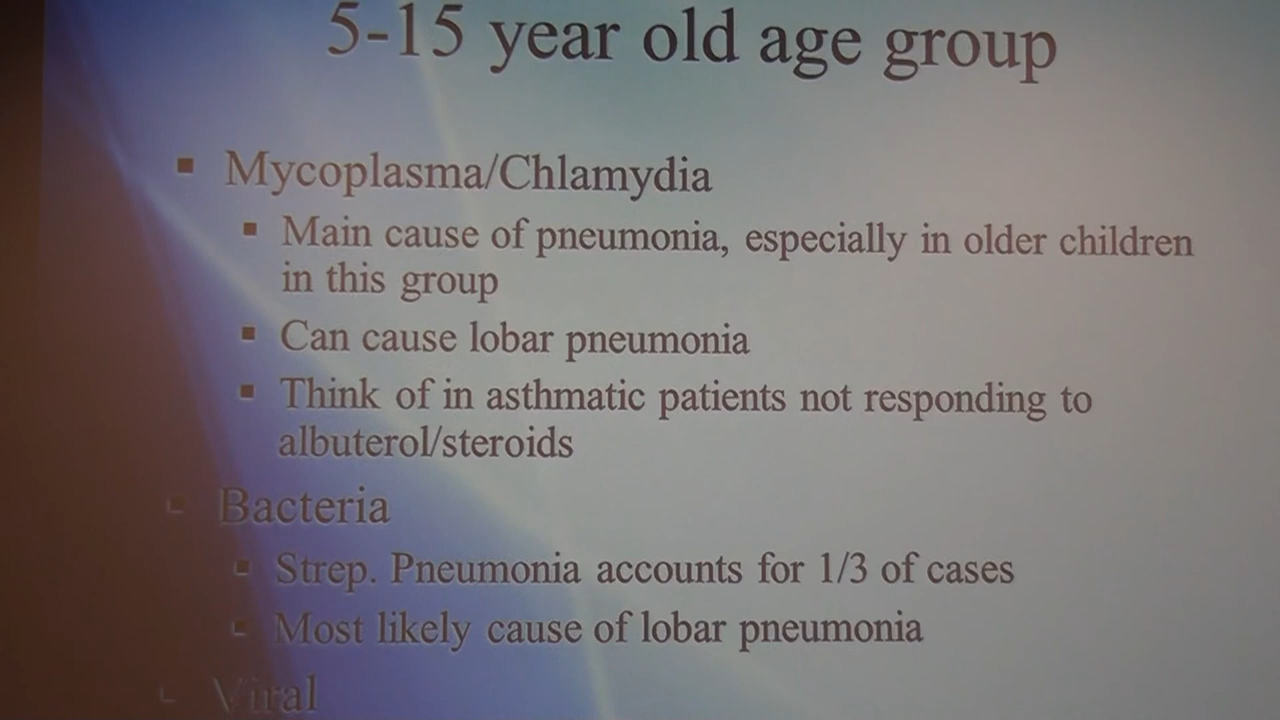 5-15 year old age group
Mycoplasma/Chlamydia
Main cause of pneumonia, especially in older children
in this group
Can cause lobar pneumonia
Think of in asthmatic patients not responding to
albuterol/steroids
Bacteria
Strep. Pneumonia accounts for 1/3 of cases
Most likely cause of lobar pneumonia
Viral